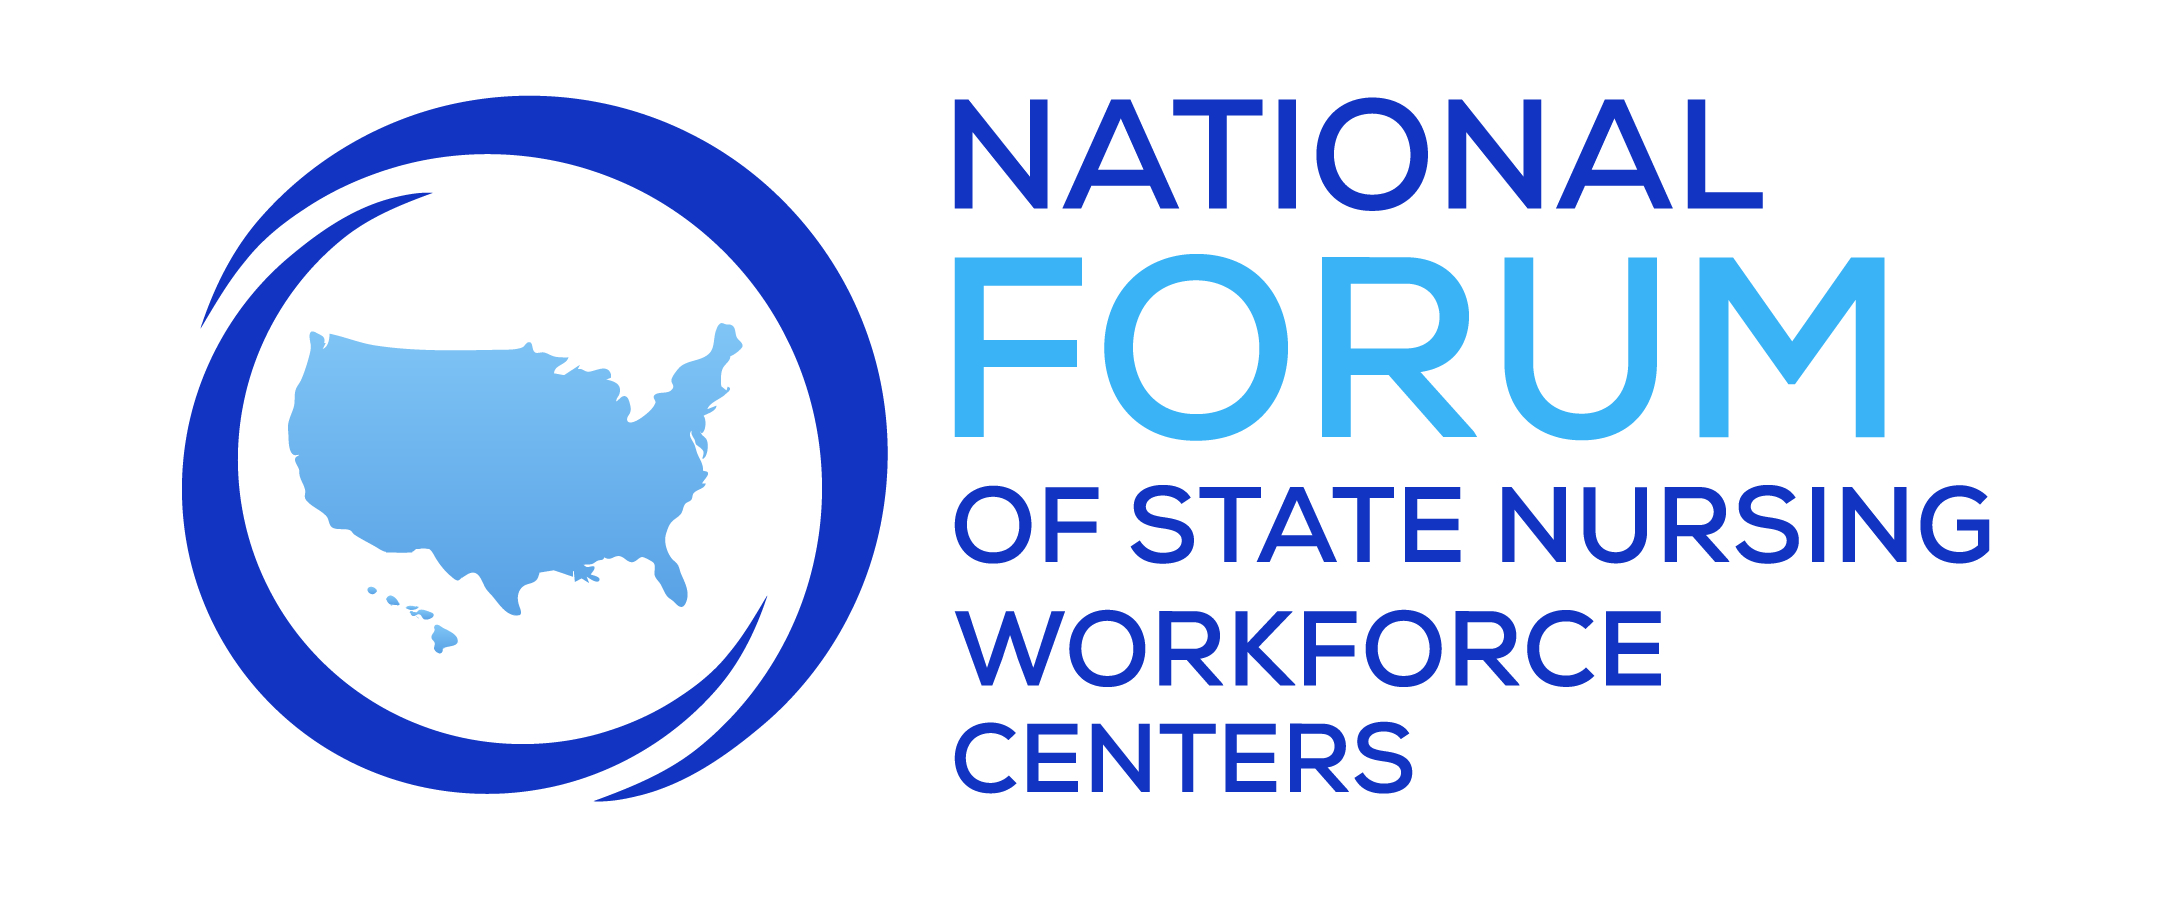 NATIONAL
FORUM
OF STATE NURSING
WORKFORCE
CENTERS